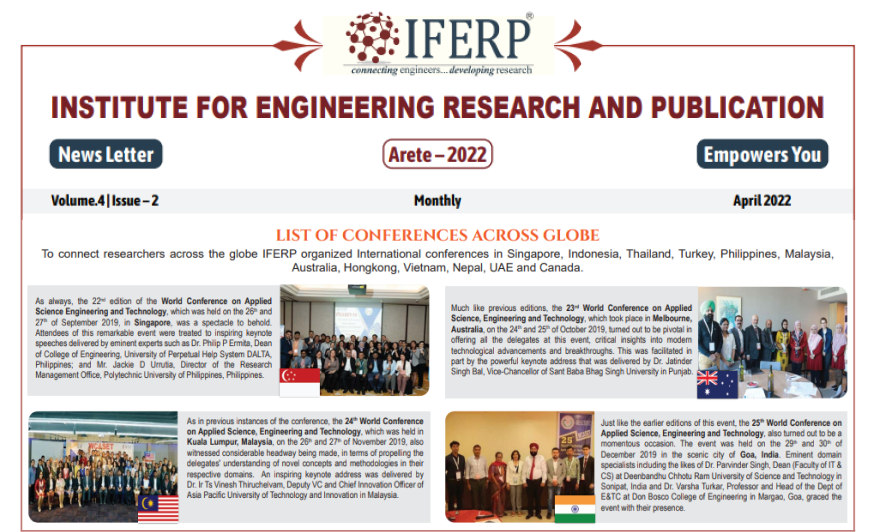 IFERP®
connecting engineers...developing research
INSTITUTE FOR ENGINEERING RESEARCH AND PUBLICATION
News Letter
Arete – 2022
Empowers You
Volume.4 | Issue – 2
Monthly
April 2022
LIST OF CONFERENCES ACROSS GLOBE
To connect researchers across the globe IFERP organized International conferences in Singapore, Indonesia, Thailand, Turkey, Philippines, Malaysia,
Australia, Hongkong, Vietnam, Nepal, UAE and Canada.
As always, the 22nd edition of the World Conference on Applied
Science Engineering and Technology, which was held on the 26th and
27th of September 2019, in Singapore, was a spectacle to behold.
Attendees of this remarkable event were treated to inspiring keynote
speeches delivered by eminent experts such as Dr. Philip P Ermita, Dean
of College of Engineering, University of Perpetual Help System DALTA,
Philippines; and Mr. Jackie D Urrutia, Director of the Research
Management Office, Polytechnic University of Philippines, Philippines.
Much like previous editions, the 23rd World Conference on Applied
Science, Engineering and Technology, which took place in Melbourne,
Australia, on the 24th and 25th of October 2019, turned out to be pivotal in
offering all the delegates at this event, critical insights into modern
technological advancements and breakthroughs. This was facilitated in
part by the powerful keynote address that was delivered by Dr. Jatinder
Singh Bal, Vice-Chancellor of Sant Baba Bhag Singh University in Punjab.
As in previous instances of the conference, the 24th World Conference
on Applied Science, Engineering and Technology, which was held in
Kuala Lumpur, Malaysia, on the 26th and 27th of November 2019, also
witnessed considerable headway being made, in terms of propelling the
delegates' understanding of novel concepts and methodologies in their
respective domains. An inspiring keynote address was delivered by
Dr. Ir Ts Vinesh Thiruchelvam, Deputy VC and Chief Innovation Officer of
Asia Pacific University of Technology and Innovation in Malaysia.
Just like the earlier editions of this event, the 25th World Conference on
Applied Science, Engineering and Technology, also turned out to be a
momentous occasion. The event was held on the 29th and 30th of
December 2019 in the scenic city of Goa, India. Eminent domain
specialists including the likes of Dr. Parvinder Singh, Dean (Faculty of IT &
CS) at Deenbandhu Chhotu Ram University of Science and Technology in
Sonipat, India and Dr. Varsha Turkar, Professor and Head of the Dept of
E&TC at Don Bosco College of Engineering in Margao, Goa, graced the
event with their presence.